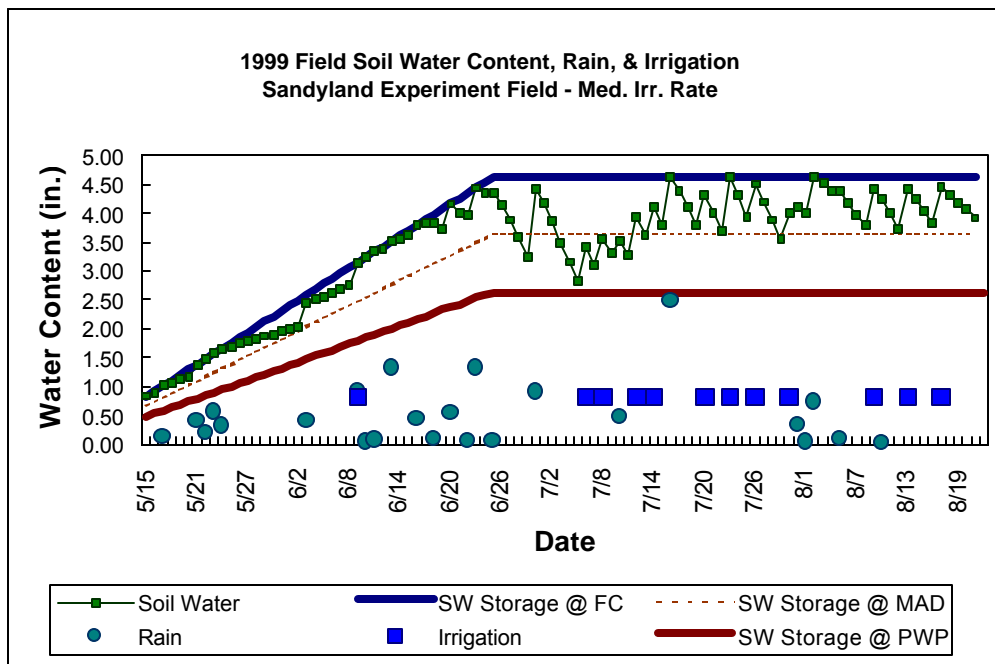 1999 Field Soil Water Content, Rain, & Irrigation
Sandyland Experiment Field - Med. Irr. Rate
Water Content (in.)
5.00
4.50
4.00
3.50
3.00
2.50
2.00
1.50
1.00
0.50
0.00
5/15
5/21
5/27
6/2
6/8
6/14
6/20
6/26
7/2
7/8
7/14
7/20
7/26
8/1
8/7
8/13
8/19
Date
Soil Water
SW Storage @ FC
SW Storage @ MAD
Rain
Irrigation
SW Storage @ PWP